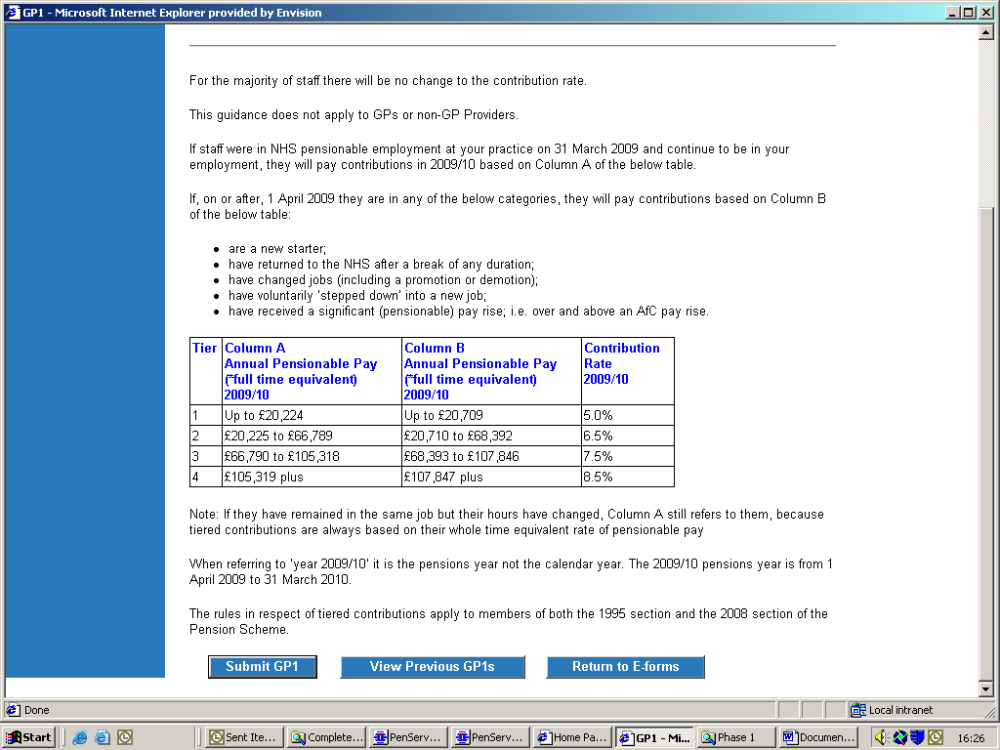 GP1 - Microsoft Internet Explorer provided by Envision
For the majority of staff there will be no change to the contribution rate.
This guidance does not apply to GPs or non-GP Providers.
If staff were in NHS pensionable employment at your practice on 31 March 2009 and continue to be in your
employment, they will pay contributions in 2009/10 based on Column A of the below table.
If, on or after, 1 April 2009 they are in any of the below categories, they will pay contributions based on Column B
of the below table:
• are a new starter;
• have returned to the NHS after a break of any duration;
• have changed jobs (including a promotion or demotion);
• have voluntarily 'stepped down' into a new job;
• have received a significant (pensionable) pay rise; i.e. over and above an AfC pay rise.
Tier Column A Column B Contribution
Annual Pensionable Pay Annual Pensionable Pay Rate
(*full time equivalent) (*full time equivalent) 2009/10
2009/10 2009/10
1 Up to £20,224 Up to £20,709 5.0%
2 £20,225 to £66,789 £20,710 to £68,392 6.5%
3 £66,790 to £105,318 £68,393 to £107,846 7.5%
4 £105,319 plus £107,847 plus 8.5%
Note: If they have remained in the same job but their hours have changed, Column A still refers to them, because
tiered contributions are always based on their whole time equivalent rate of pensionable pay
When referring to 'year 2009/10' it is the pensions year not the calendar year. The 2009/10 pensions year is from 1
April 2009 to 31 March 2010.
The rules in respect of tiered contributions apply to members of both the 1995 section and the 2008 section of the
Pension Scheme.
Submit GP1 View Previous GP1s Return to E-forms
Done Local intranet
Start Sent Ite... Complete... PenServ... PenServ... Home Pa... GP1 - Mi... Phase 1 Documen... 16:26